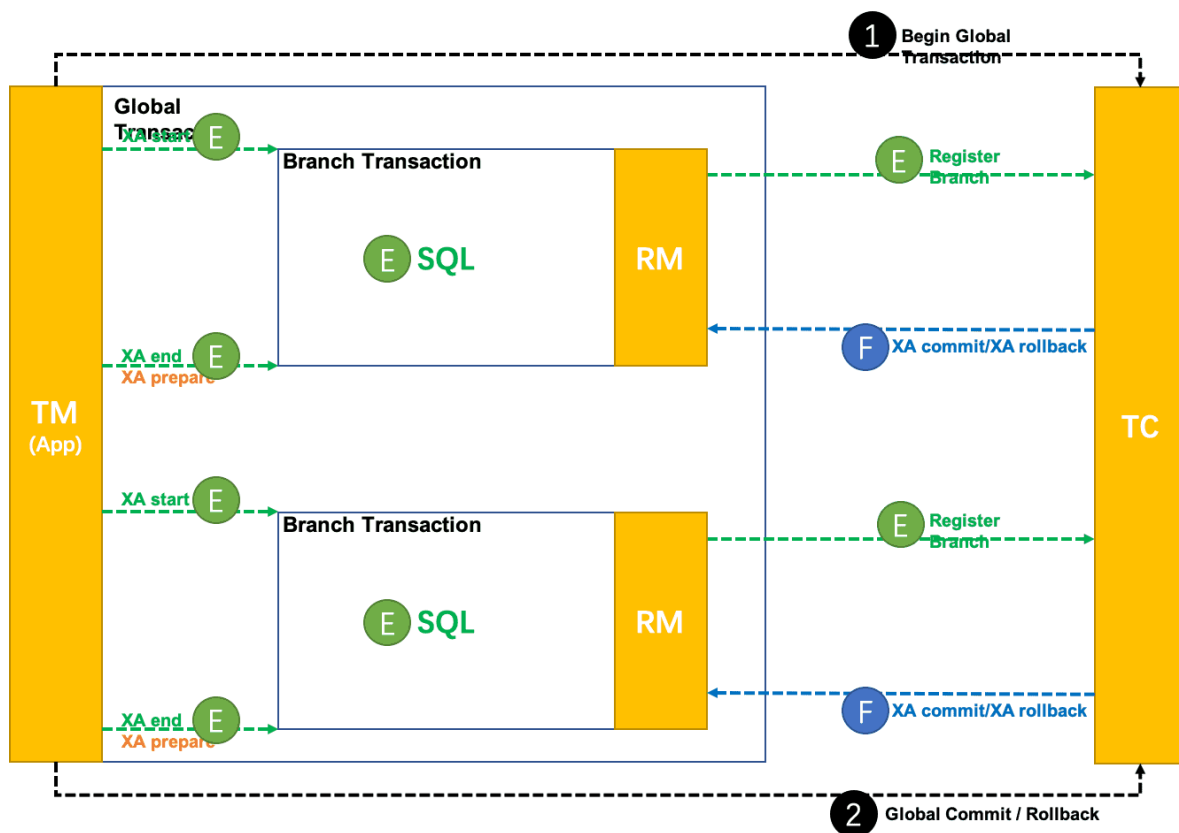 1
Begin Global
Transaction
Global
Transac
XA start
E
Branch Transaction
E
Register
Branch
E
SQL
RM
XA end
E
XA prepare
F
XA commit/XA rollback
TM
(App)
TC
XA start
E
Branch Transaction
E
Register
Branch
E
SQL
RM
XA end
E
XA prepare
F
XA commit/XA rollback
2
Global Commit / Rollback